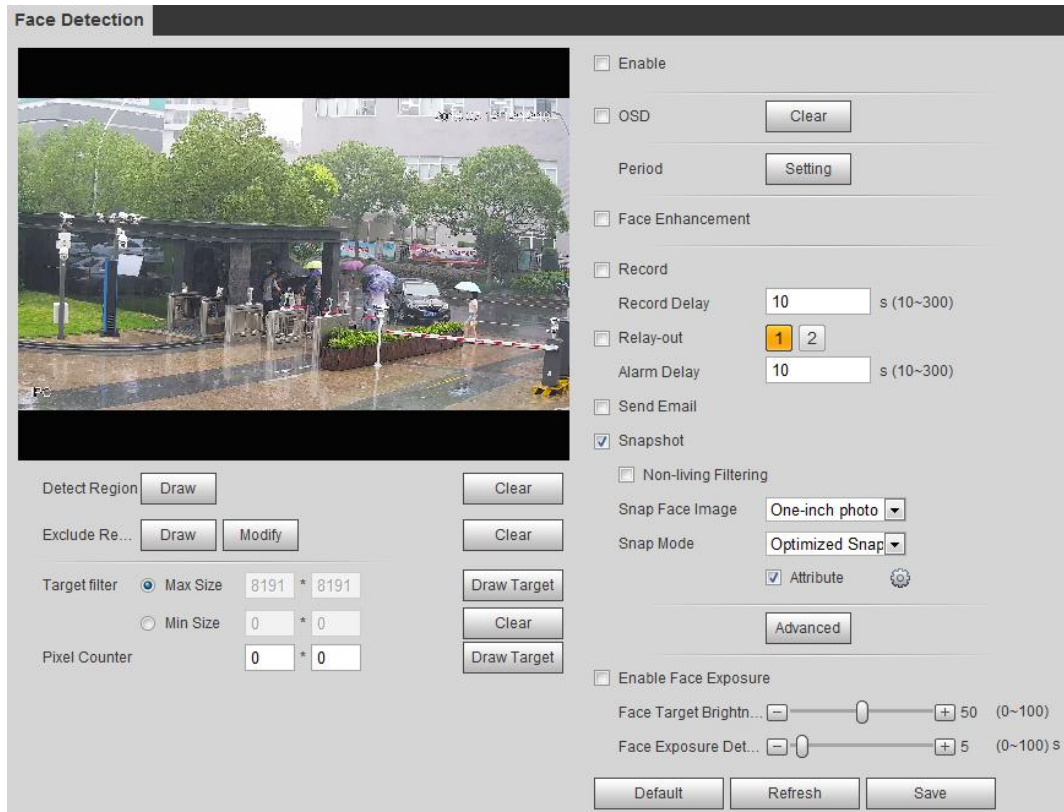 Face Detection
Enable
OSD Clear
Period Setting
Face Enhancement
Record
Record Delay 10 s (10~300)
Relay-out 1 2
Alarm Delay 10 s (10~300)
Send Email
Snapshot
Non-living Filtering
Snap Face Image One-inch photo
Snap Mode Optimized Snap
Attribute
Advanced
Enable Face Exposure
Face Target Brightn... 50 (0~100)
Face Exposure Det... 5 (0~100) s
Default Refresh Save
IPC
Detect Region Draw Clear
Exclude Re... Draw Modify Clear
Target filter Max Size 8191 * 8191 Draw Target
Min Size 0 * 0 Clear
Pixel Counter 0 * 0 Draw Target